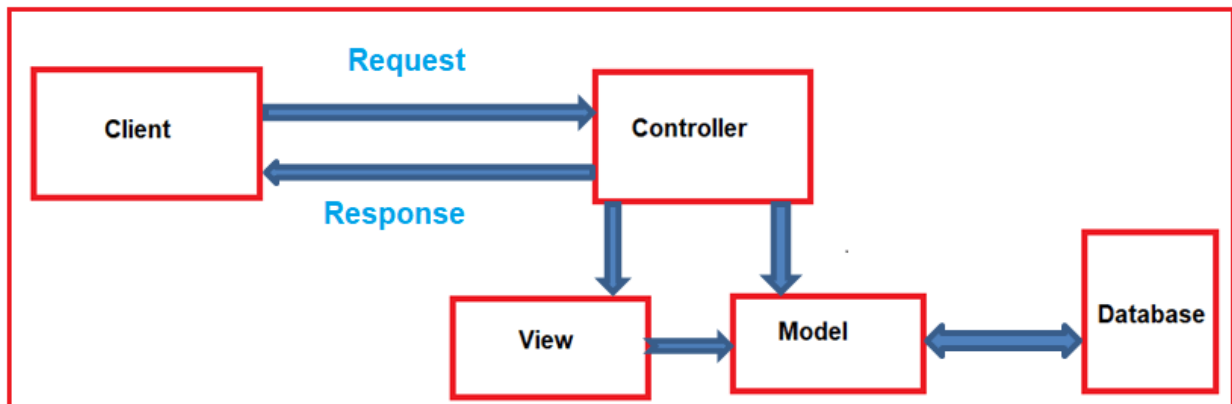 Request
Client
Controller
Response
View
Model
Database